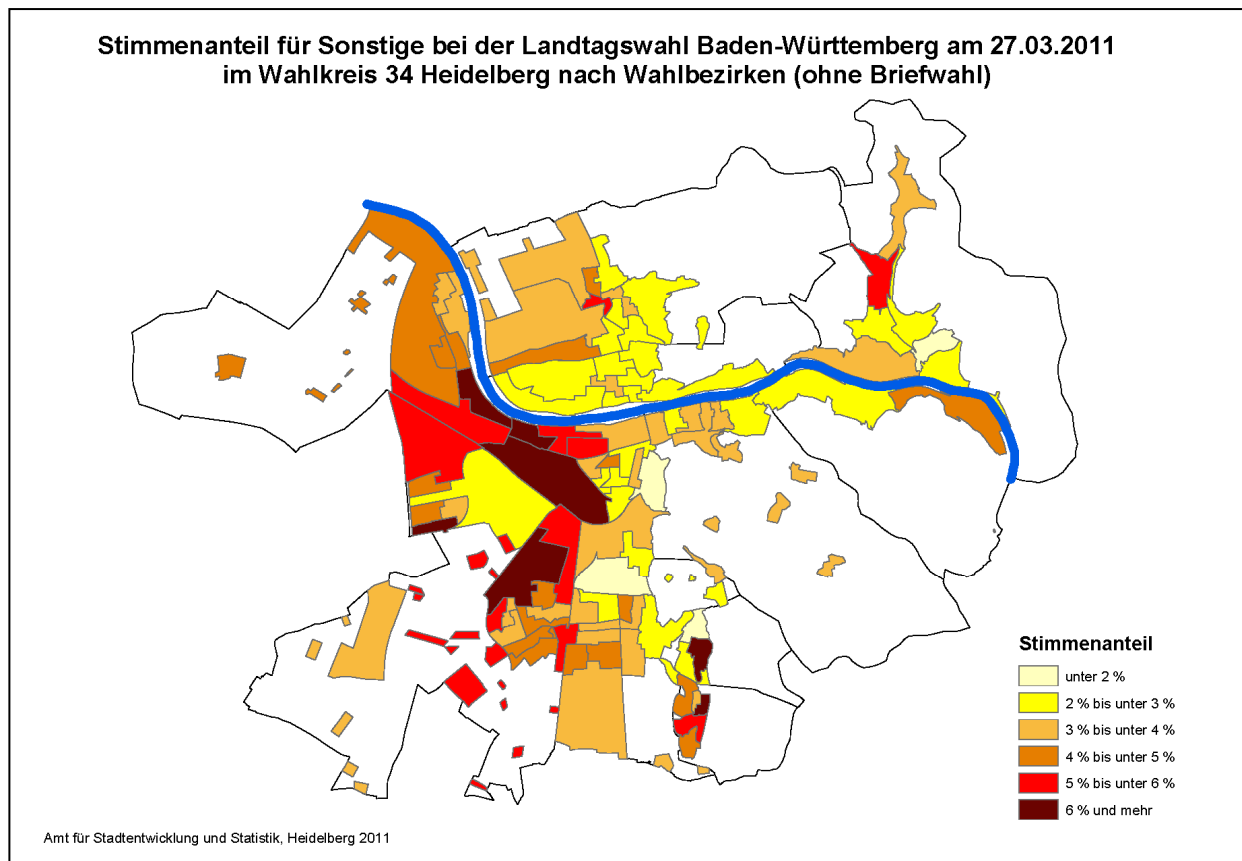 Stimmenanteil für Sonstige bei der Landtagswahl Baden-Württemberg am 27.03.2011
im Wahlkreis 34 Heidelberg nach Wahlbezirken (ohne Briefwahl)
Stimmenanteil
unter 2 %
2 % bis unter 3 %
3 % bis unter 4 %
4 % bis unter 5 %
5 % bis unter 6 %
6 % und mehr
Amt für Stadtentwicklung und Statistik, Heidelberg 2011